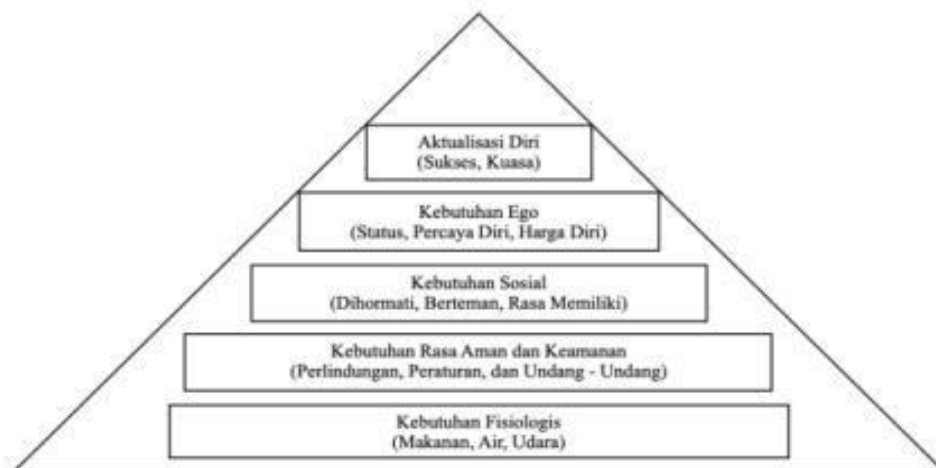 Aktualisasi Diri
(Sukses, Kuasa)
Kebutuhan Ego
(Status, Percaya Diri, Harga Diri)
Kebutuhan Sosial
(Dihormati, Berteman, Rasa Memiliki)
Kebutuhan Rasa Aman dan Keamanan
(Perlindungan, Peraturan, dan Undang - Undang)
Kebutuhan Fisiologis
(Makanan, Air, Udara)